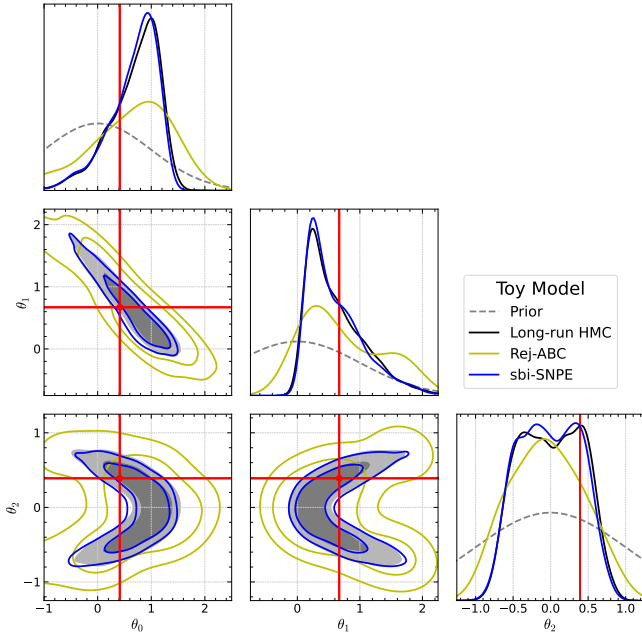 2
1
0
θ1
Toy Model
Prior
Long-run HMC
Rej-ABC
sbi-SNPE
1
0
−1
θ2
−1 0 1 2
θ0
0 1 2
θ1
−1.0 −0.5 0.0 0.5 1.0
θ2